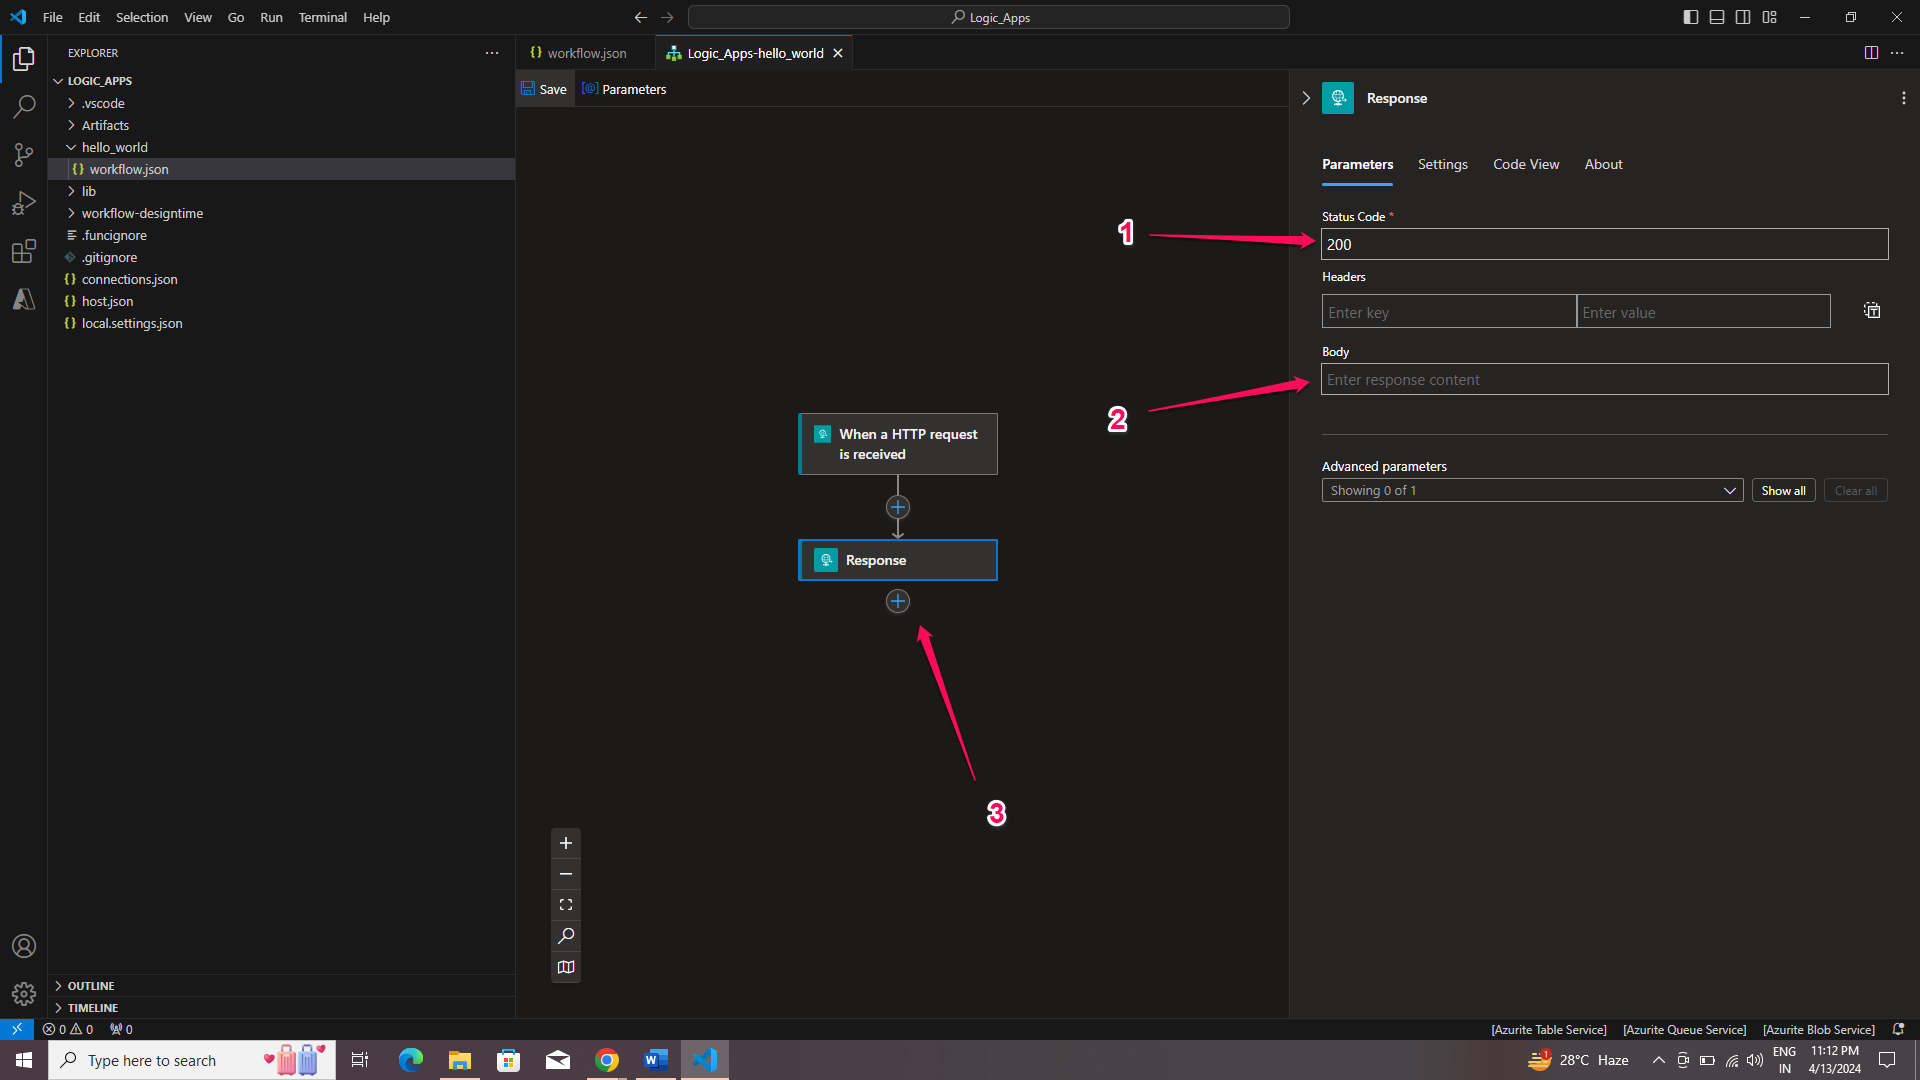 File Edit Selection View Go Run Terminal Help
Logic_Apps
EXPLORER
LOGIC_APPS
.vscode
Artifacts
hello_world
{} workflow.json
lib
workflow-designtime
.funcignore
.gitignore
{} connections.json
{} host.json
{} local.settings.json
OUTLINE
TIMELINE
{} workflow.json
Logic_Apps-hello_world
Save
[@] Parameters
When a HTTP request
is received
Response
1
2
3
Response
Parameters Settings Code View About
Status Code *
200
Headers
Enter key
Enter value
Body
Enter response content
Advanced parameters
Showing 0 of 1
Show all
Clear all
0 0 0
[Azurite Table Service] [Azurite Queue Service] [Azurite Blob Service]
Type here to search
1
28°C Haze
ENG
IN
11:12 PM
4/13/2024